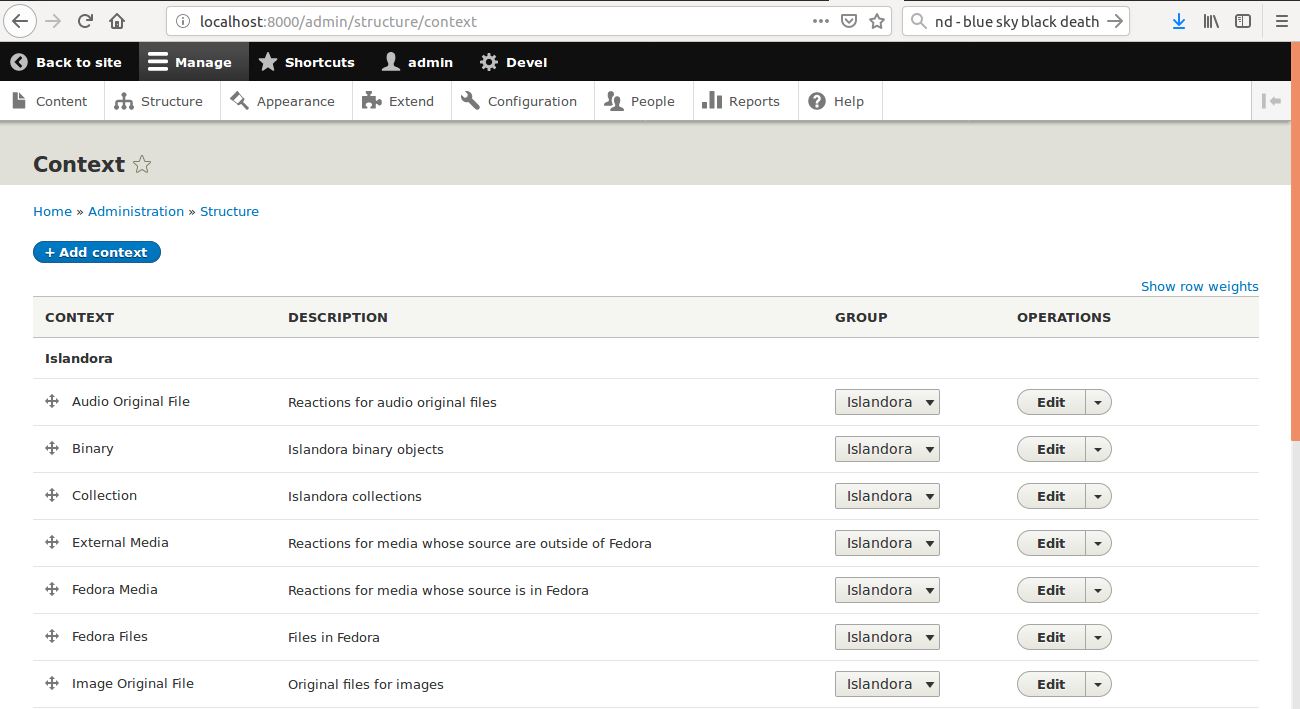 localhost:8000/admin/structure/context
nd - blue sky black death
Back to site Manage Shortcuts admin Devel
Content Structure Appearance Extend Configuration People Reports Help
Context
Home » Administration » Structure
+ Add context
Show row weights
CONTEXT DESCRIPTION GROUP OPERATIONS
Islandora
Audio Original File Reactions for audio original files Islandora Edit
Binary Islandora binary objects Islandora Edit
Collection Islandora collections Islandora Edit
External Media Reactions for media whose source are outside of Fedora Islandora Edit
Fedora Media Reactions for media whose source is in Fedora Islandora Edit
Fedora Files Files in Fedora Islandora Edit
Image Original File Original files for images Islandora Edit